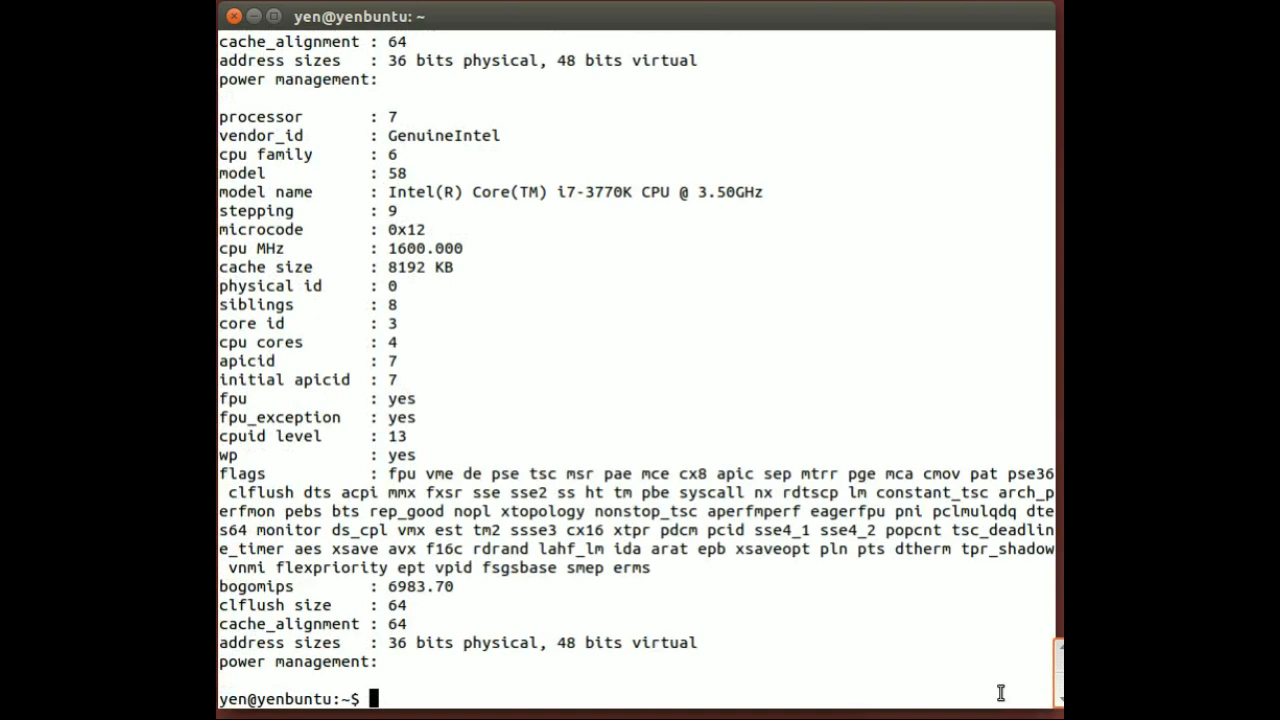 yen@yenbuntu: ~
cache_alignment : 64
address sizes   : 36 bits physical, 48 bits virtual
power management:

processor       : 7
vendor_id       : GenuineIntel
cpu family      : 6
model           : 58
model name      : Intel(R) Core(TM) i7-3770K CPU @ 3.50GHz
stepping        : 9
microcode       : 0x12
cpu MHz         : 1600.000
cache size      : 8192 KB
physical id     : 0
siblings        : 8
core id         : 3
cpu cores       : 4
apicid          : 7
initial apicid  : 7
fpu             : yes
fpu_exception   : yes
cpuid level     : 13
wp              : yes
flags           : fpu vme de pse tsc msr pae mce cx8 apic sep mtrr pge mca cmov pat pse36
 clflush dts acpi mmx fxsr sse sse2 ss ht tm pbe syscall nx rdtscp lm constant_tsc arch_p
erfmon pebs bts rep_good nopl xtopology nonstop_tsc aperfmperf eagerfpu pni pclmulqdq dte
s64 monitor ds_cpl vmx est tm2 ssse3 cx16 xtpr pdcm pcid sse4_1 sse4_2 popcnt tsc_deadlin
e_timer aes xsave avx f16c rdrand lahf_lm ida arat epb xsaveopt pln pts dtherm tpr_shadow
 vnmi flexpriority ept vpid fsgsbase smep erms
bogomips        : 6983.70
clflush size    : 64
cache_alignment : 64
address sizes   : 36 bits physical, 48 bits virtual
power management:

yen@yenbuntu:~$